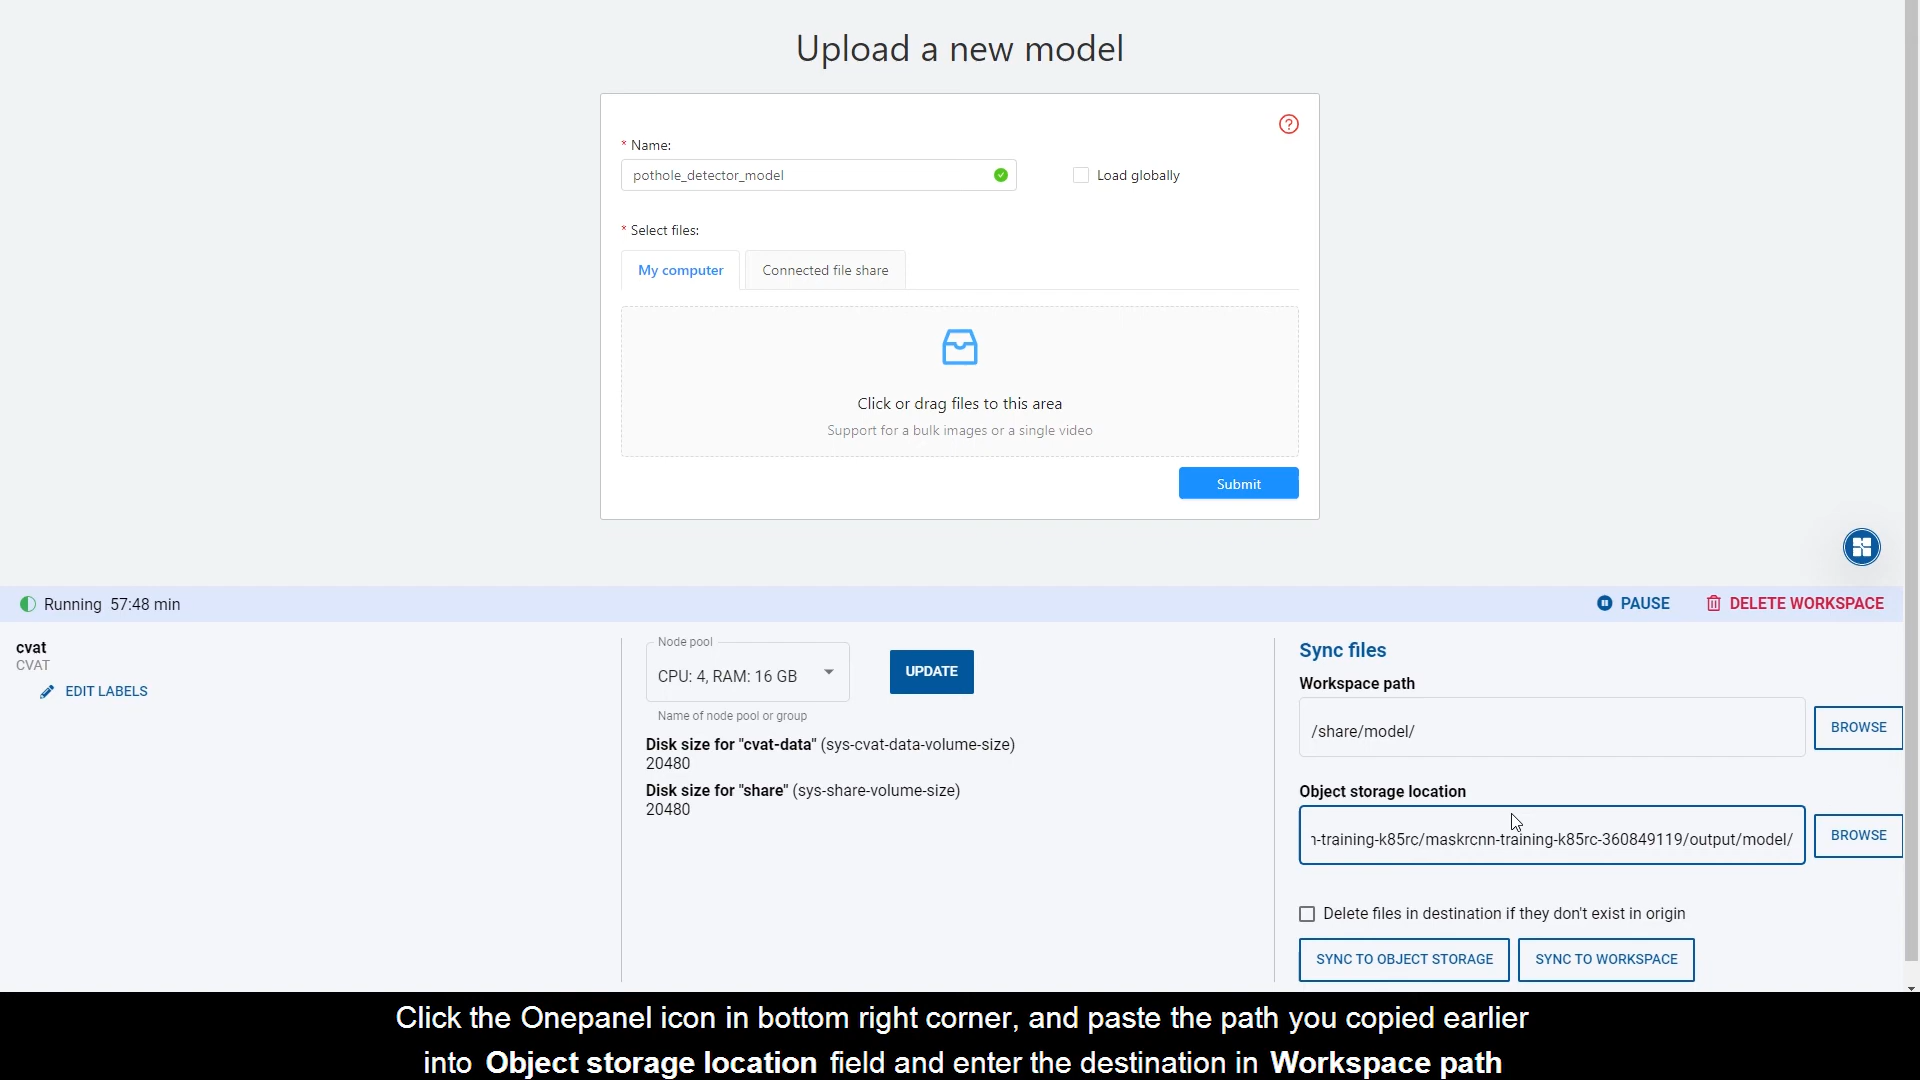 Upload a new model
* Name:
pothole_detector_model
Load globally
* Select files:
My computer
Connected file share
Click or drag files to this area
Support for a bulk images or a single video
Submit
Running 57:48 min
PAUSE
DELETE WORKSPACE
cvat
CVAT
EDIT LABELS
Node pool
CPU: 4, RAM: 16 GB
UPDATE
Name of node pool or group
Disk size for "cvat-data" (sys-cvat-data-volume-size)
20480
Disk size for "share" (sys-share-volume-size)
20480
Sync files
Workspace path
/share/model/
BROWSE
Object storage location
n-training-k85rc/maskrcnn-training-k85rc-360849119/output/model/
BROWSE
Delete files in destination if they don't exist in origin
SYNC TO OBJECT STORAGE
SYNC TO WORKSPACE
Click the Onepanel icon in bottom right corner, and paste the path you copied earlier
into Object storage location field and enter the destination in Workspace path